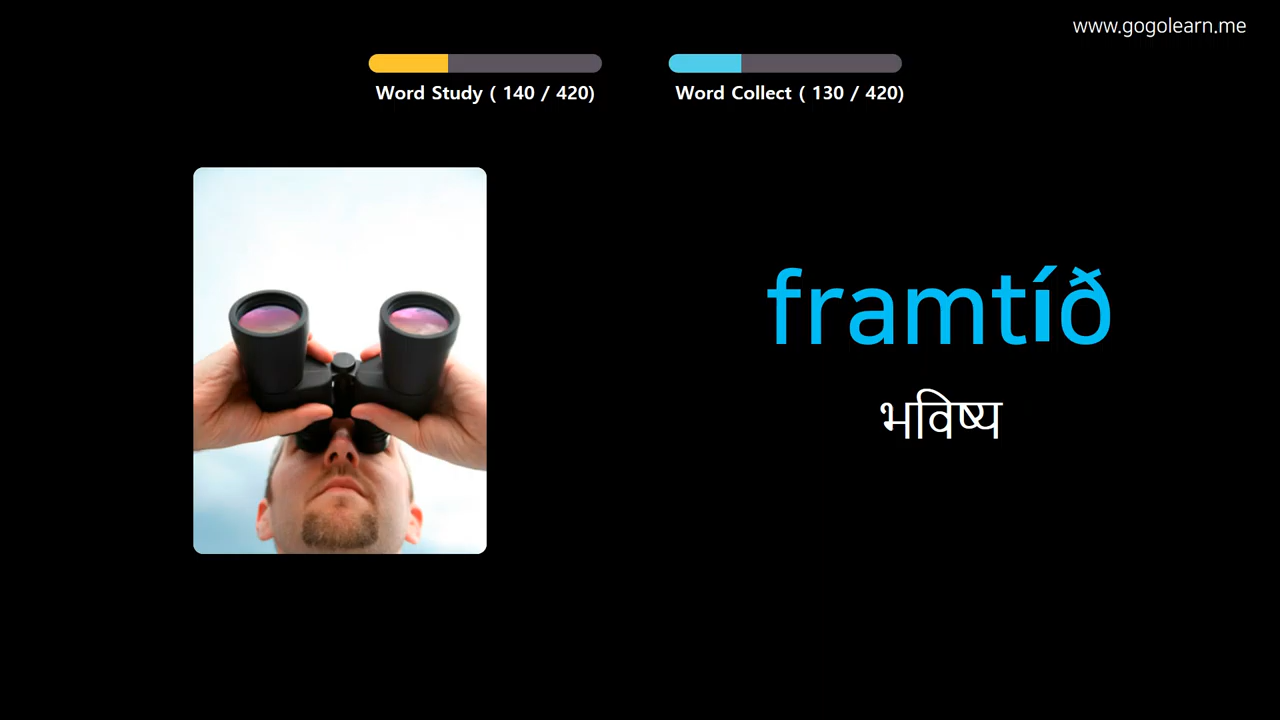 www.gogolearn.me
Word Study ( 140 / 420)
Word Collect ( 130 / 420)
framtíð
भविष्य